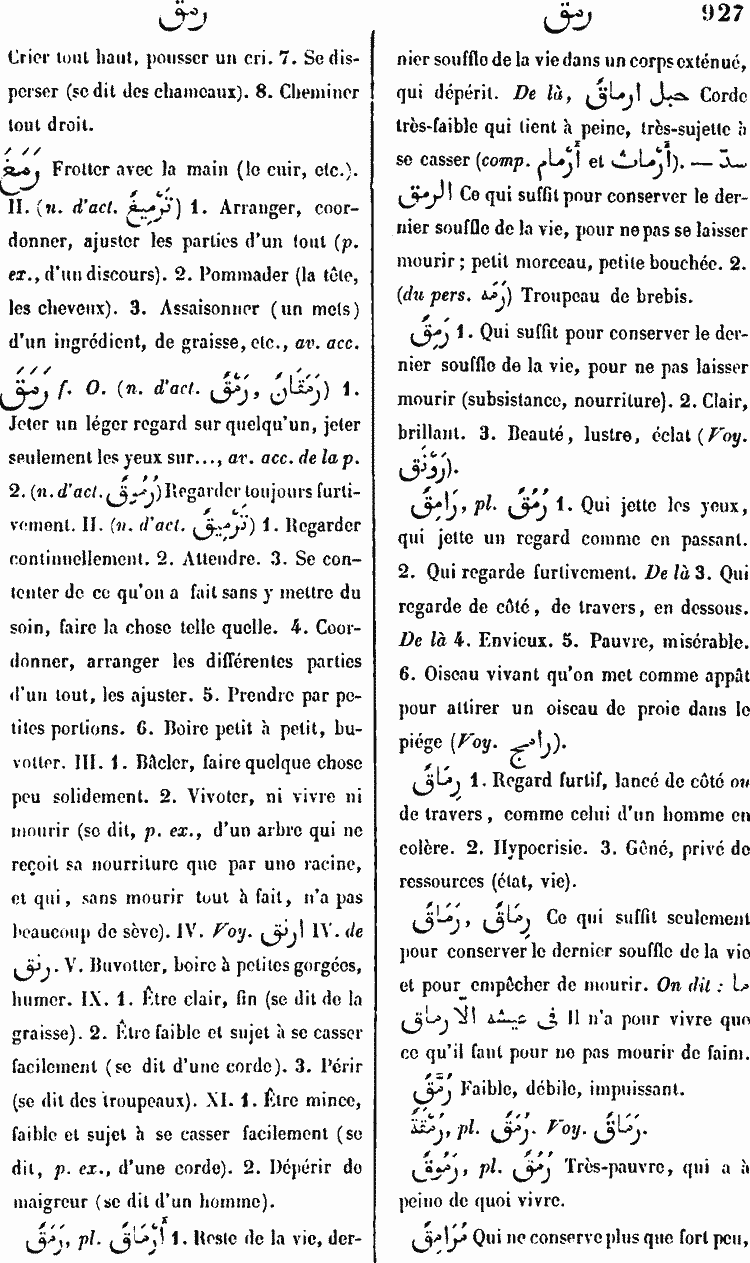 رمق
رمق 927
Crier tout haut, pousser un cri. 7. Se dis-
perser (se dit des chameaux). 8. Cheminer
tout droit.
رَمَغَ Frotter avec la main (le cuir, etc.).
II. (n. d'act. تَرْمِيغٌ) 1. Arranger, coor-
donner, ajuster les parties d'un tout (p.
ex., d'un discours). 2. Pommader (la tête,
les cheveux). 3. Assaisonner (un mets)
d'un ingrédient, de graisse, etc., av. acc.
رَمَقَ f. O. (n. d'act. رَمْقٌ, رَمَقَانٌ) 1.
Jeter un léger regard sur quelqu'un, jeter
seulement les yeux sur..., av. acc. de la p.
2. (n. d'act. رُمُوقٌ) Regarder toujours furti-
vement. II. (n. d'act. تَرْمِيقٌ) 1. Regarder
continuellement. 2. Attendre. 3. Se con-
tenter de ce qu'on a fait sans y mettre du
soin, faire la chose telle quelle. 4. Coor-
donner, arranger les différentes parties
d'un tout, les ajuster. 5. Prendre par pe-
tites portions. 6. Boire petit à petit, bu-
votter. III. 1. Bâcler, faire quelque chose
peu solidement. 2. Vivoter, ni vivre ni
mourir (se dit, p. ex., d'un arbre qui ne
reçoit sa nourriture que par une racine,
et qui, sans mourir tout à fait, n'a pas
beaucoup de sève). IV. Voy. ارنق IV. de
رنق. V. Buvotter, boire à petites gorgées,
humer. IX. 1. Être clair, fin (se dit de la
graisse). 2. Être faible et sujet à se casser
facilement (se dit d'une corde). 3. Périr
(se dit des troupeaux). XI. 1. Être mince,
faible et sujet à se casser facilement (se
dit, p. ex., d'une corde). 2. Dépérir de
maigreur (se dit d'un homme).
رَمَقٌ, pl. أَرْمَاقٌ 1. Reste de la vie, der-
nier souffle de la vie dans un corps exténué,
qui dépérit. De là, حبل ارماقٌ Corde
très-faible qui tient à peine, très-sujette à
se casser (comp. أَرْمَاثٌ et أَرْمَام). — سدّ
الرمق Ce qui suffit pour conserver le der-
nier souffle de la vie, pour ne pas se laisser
mourir; petit morceau, petite bouchée. 2.
(du pers. رَمَه) Troupeau de brebis.
رَمِقٌ 1. Qui suffit pour conserver le der-
nier souffle de la vie, pour ne pas laisser
mourir (subsistance, nourriture). 2. Clair,
brillant. 3. Beauté, lustre, éclat (Voy.
رَوْنَق).
رَامِقٌ, pl. رُمُقٌ 1. Qui jette les yeux,
qui jette un regard comme en passant.
2. Qui regarde furtivement. De là 3. Qui
regarde de côté, de travers, en dessous.
De là 4. Envieux. 5. Pauvre, misérable.
6. Oiseau vivant qu'on met comme appât
pour attirer un oiseau de proie dans le
piége (Voy. رامج).
رِمَاقٌ 1. Regard furtif, lancé de côté ou
de travers, comme celui d'un homme en
colère. 2. Hypocrisie. 3. Gêné, privé de
ressources (état, vie).
رِمَاقٌ, رَمَاقٌ Ce qui suffit seulement
pour conserver le dernier souffle de la vie
et pour empêcher de mourir. On dit: ما
فى عيشه الّا رماق Il n'a pour vivre que
ce qu'il faut pour ne pas mourir de faim.
رُمَّقٌ Faible, débile, impuissant.
رُمْقَةٌ, pl. رُمَقٌ. Voy. رَمَاقٌ.
رَمُوقٌ, pl. رُمُقٌ Très-pauvre, qui a à
peine de quoi vivre.
مُرَامِقٌ Qui ne conserve plus que fort peu,